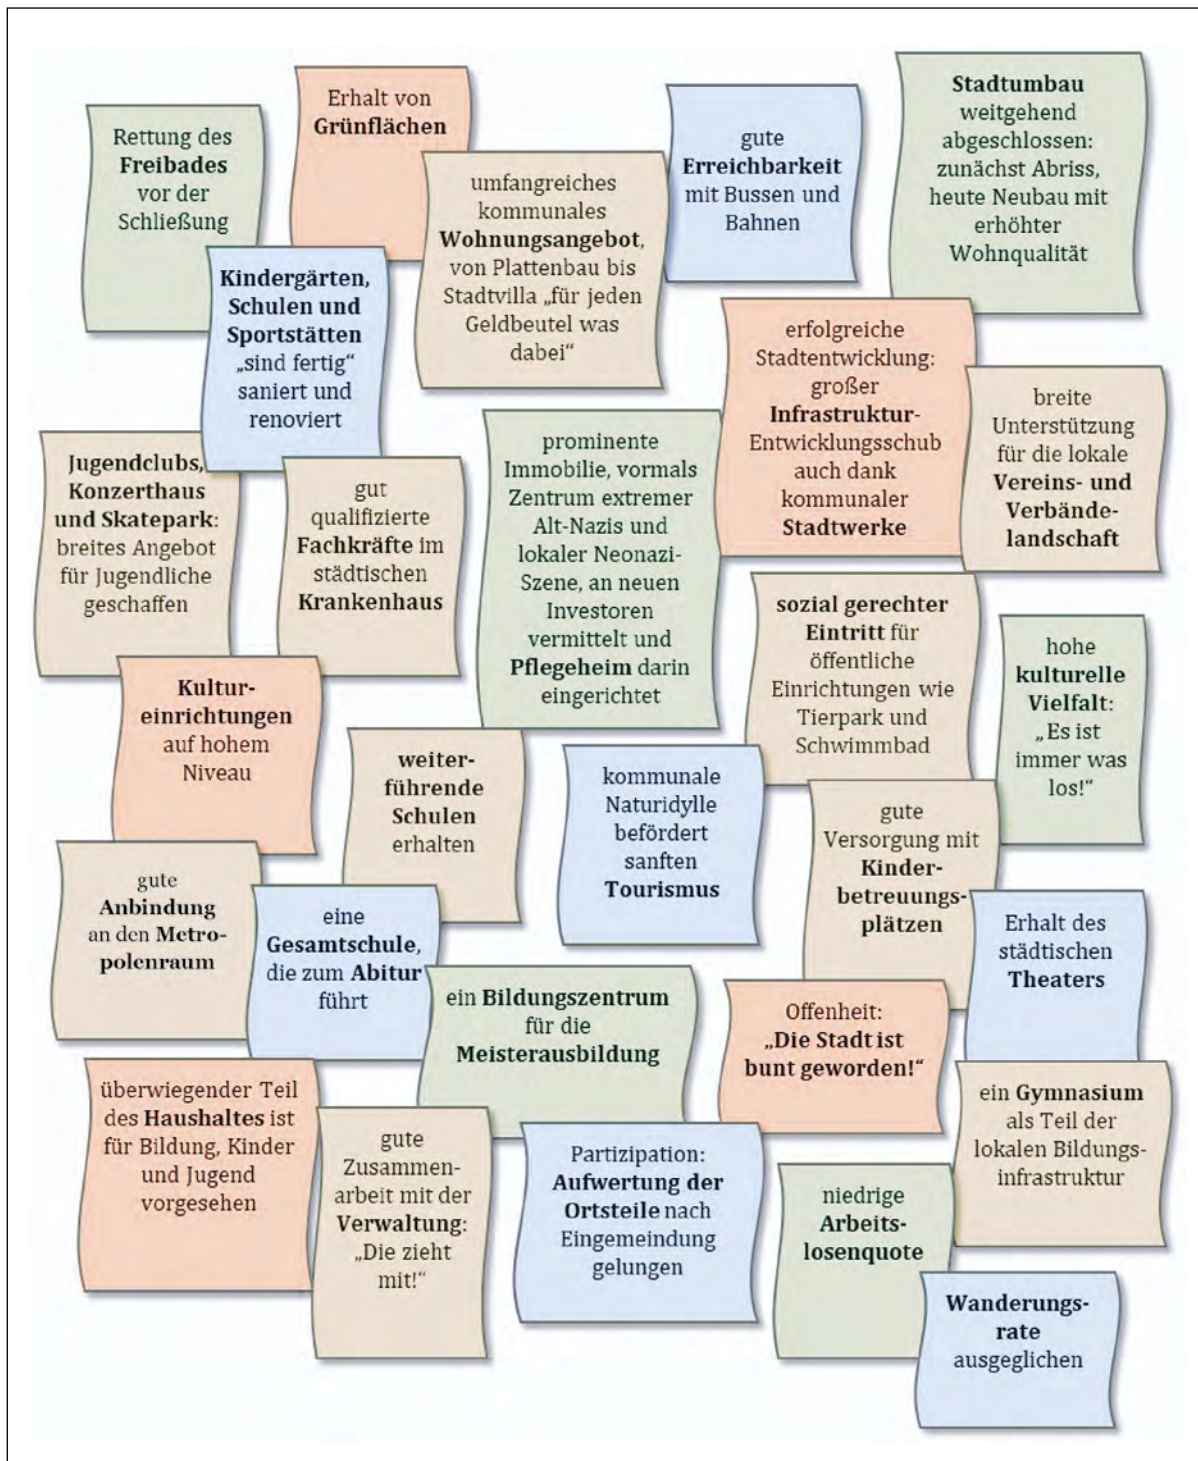 Rettung des
Freibades
vor der
Schließung
Erhalt von
Grünflächen
umfangreiches
kommunales
Wohnungsangebot,
von Plattenbau bis
Stadtvilla „für jeden
Geldbeutel was
dabei“
gute
Erreichbarkeit
mit Bussen und
Bahnen
Stadtumbau
weitgehend
abgeschlossen:
zunächst Abriss,
heute Neubau mit
erhöhter
Wohnqualität
Kindergärten,
Schulen und
Sportstätten
„sind fertig“
saniert und
renoviert
erfolgreiche
Stadtentwicklung:
großer
Infrastruktur-
Entwicklungsschub
auch dank
kommunaler
Stadtwerke
breite
Unterstützung
für die lokale
Vereins- und
Verbände-
landschaft
Jugendclubs,
Konzerthaus
und Skatepark:
breites Angebot
für Jugendliche
geschaffen
gut
qualifizierte
Fachkräfte im
städtischen
Krankenhaus
prominente
Immobilie, vormals
Zentrum extremer
Alt-Nazis und
lokaler Neonazi-
Szene, an neuen
Investoren
vermittelt und
Pflegeheim darin
eingerichtet
sozial gerechter
Eintritt für
öffentliche
Einrichtungen wie
Tierpark und
Schwimmbad
hohe
kulturelle
Vielfalt:
„Es ist
immer was
los!“
Kultur-
einrichtungen
auf hohem
Niveau
weiter-
führende
Schulen
erhalten
kommunale
Naturidylle
befördert
sanften
Tourismus
gute
Versorgung mit
Kinder-
betreuungs-
plätzen
gute
Anbindung
an den Metro-
polenraum
eine
Gesamtschule,
die zum Abitur
führt
Erhalt des
städtischen
Theaters
ein Bildungszentrum
für die
Meisterausbildung
Offenheit:
„Die Stadt ist
bunt geworden!“
überwiegender Teil
des Haushaltes ist
für Bildung, Kinder
und Jugend
vorgesehen
gute
Zusammen-
arbeit mit der
Verwaltung:
„Die zieht
mit!“
Partizipation:
Aufwertung der
Ortsteile nach
Eingemeindung
gelungen
ein Gymnasium
als Teil der
lokalen Bildungs-
infrastruktur
niedrige
Arbeits-
losenquote
Wanderungs-
rate
ausgeglichen